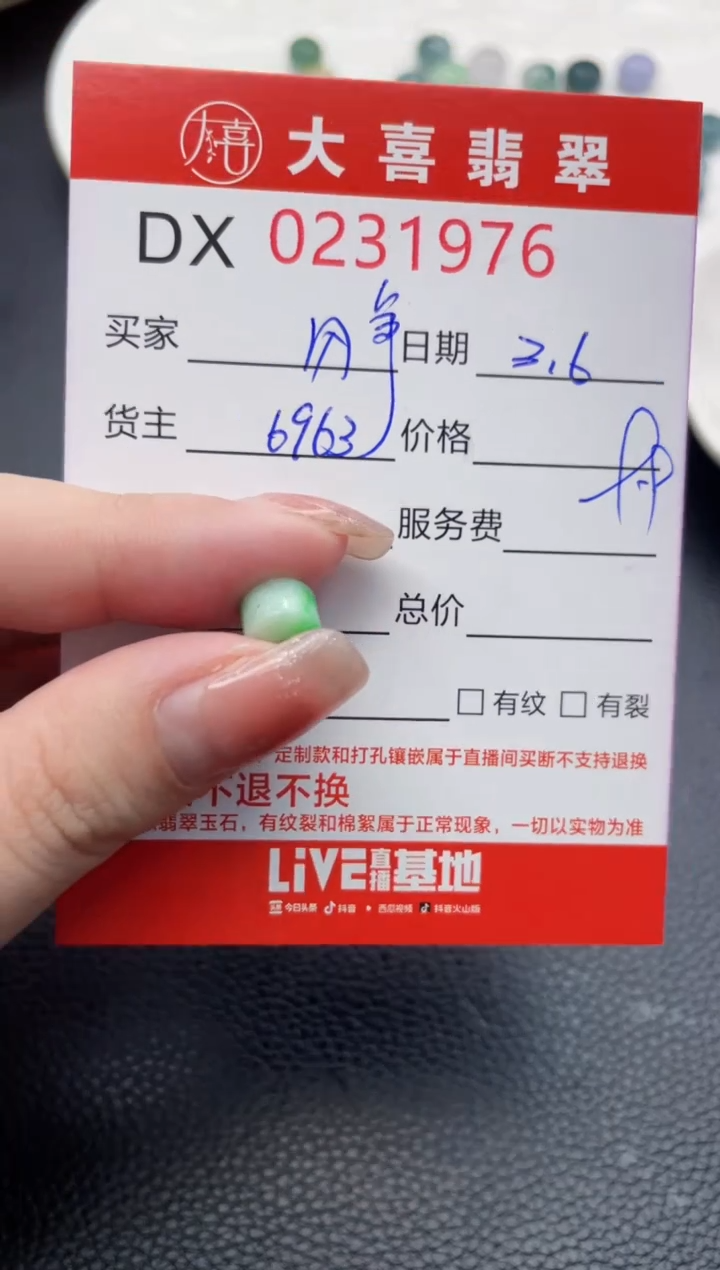 大喜 大喜翡翠
DX 0231976
买家 日期 3.6
货主 6963 价格
服务费
总价
□ 有纹 □ 有裂
定制款和打孔镶嵌属于直播间买断不支持退换
不退不换
翡翠玉石，有纹裂和棉絮属于正常现象，一切以实物为准
LiVE直播基地
头条 今日头条 抖音 西瓜视频 抖音火山版